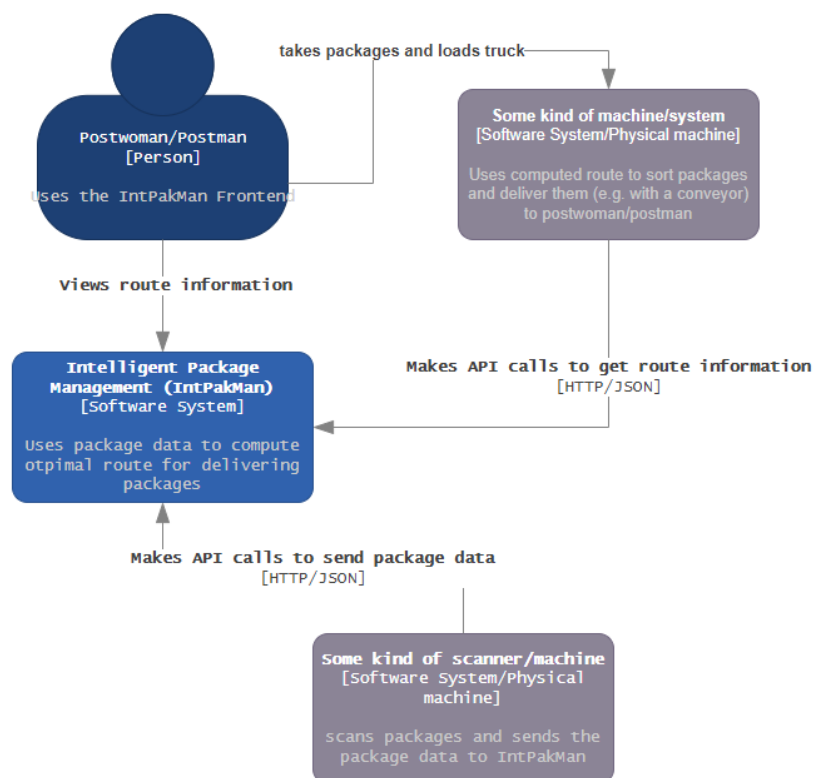 takes packages and loads truck
Postwoman/Postman
[Person]
Uses the IntPakMan Frontend
Some kind of machine/system
[Software System/Physical machine]
Uses computed route to sort packages
and deliver them (e.g. with a conveyor)
to postwoman/postman
Views route information
Intelligent Package
Management (IntPakMan)
[Software System]
Uses package data to compute
otpimal route for delivering
packages
Makes API calls to get route information
[HTTP/JSON]
Makes API calls to send package data
[HTTP/JSON]
Some kind of scanner/machine
[Software System/Physical
machine]
scans packages and sends the
package data to IntPakMan